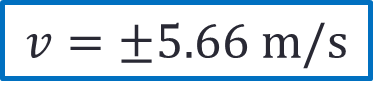 v = ±5.66 m/s